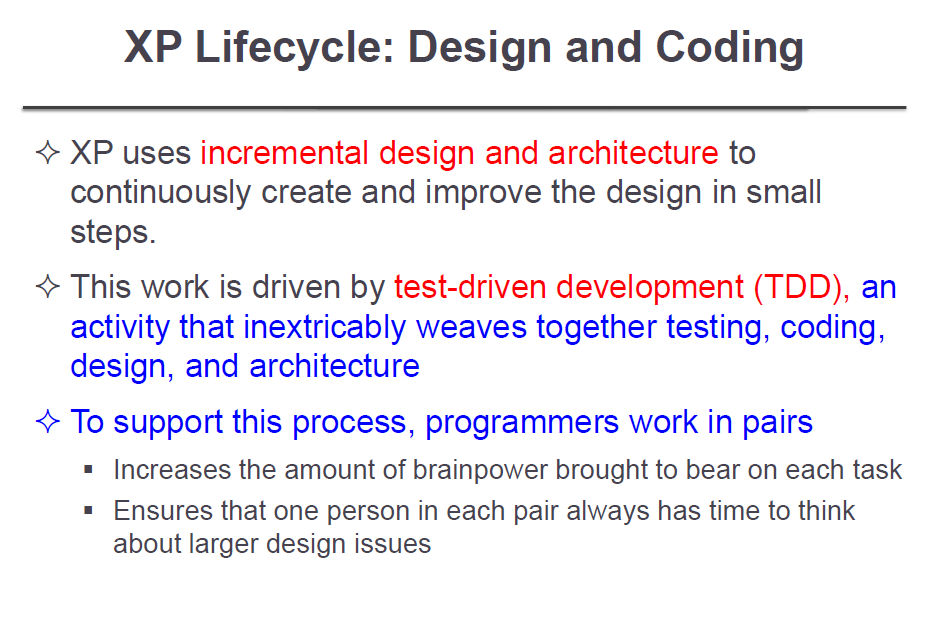 XP Lifecycle: Design and Coding
✧ XP uses incremental design and architecture to
continuously create and improve the design in small
steps.
✧ This work is driven by test-driven development (TDD), an
activity that inextricably weaves together testing, coding,
design, and architecture
✧ To support this process, programmers work in pairs
▪ Increases the amount of brainpower brought to bear on each task
▪ Ensures that one person in each pair always has time to think
about larger design issues